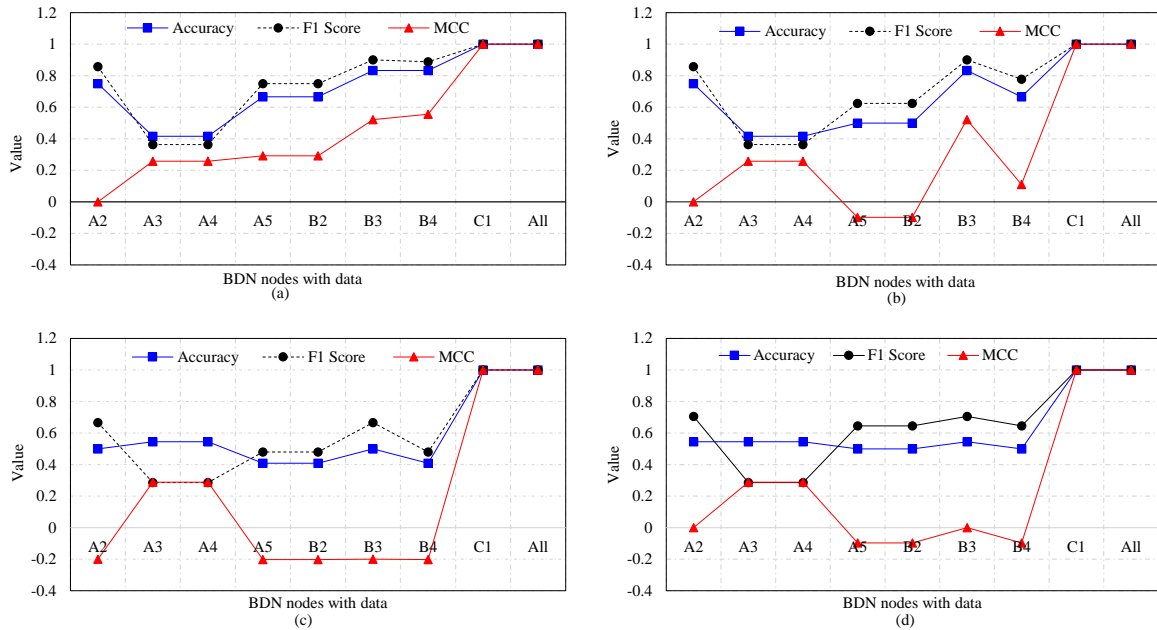 1.2
1
0.8
0.6
0.4
0.2
0
-0.2
-0.4
Value
Accuracy F1 Score MCC
A2 A3 A4 A5 B2 B3 B4 C1 All
BDN nodes with data
(a)
1.2
1
0.8
0.6
0.4
0.2
0
-0.2
-0.4
Value
Accuracy F1 Score MCC
A2 A3 A4 A5 B2 B3 B4 C1 All
BDN nodes with data
(b)
1.2
1
0.8
0.6
0.4
0.2
0
-0.2
-0.4
Value
Accuracy F1 Score MCC
A2 A3 A4 A5 B2 B3 B4 C1 All
BDN nodes with data
(c)
1.2
1
0.8
0.6
0.4
0.2
0
-0.2
-0.4
Value
Accuracy F1 Score MCC
A2 A3 A4 A5 B2 B3 B4 C1 All
BDN nodes with data
(d)